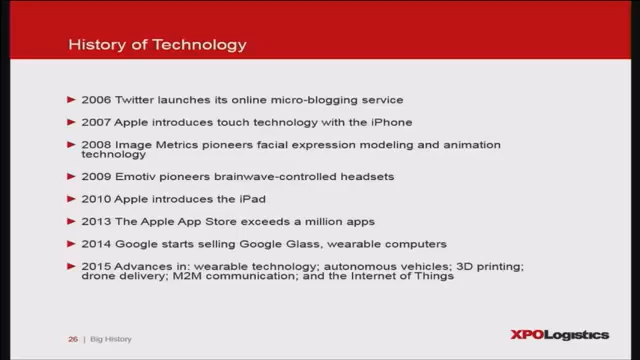 History of Technology
2006 Twitter launches its online micro-blogging service
2007 Apple introduces touch technology with the iPhone
2008 Image Metrics pioneers facial expression modeling and animation
technology
2009 Emotiv pioneers brainwave-controlled headsets
2010 Apple introduces the iPad
2013 The Apple App Store exceeds a million apps
2014 Google starts selling Google Glass, wearable computers
2015 Advances in: wearable technology; autonomous vehicles; 3D printing;
drone delivery; M2M communication; and the Internet of Things
26 | Big History
XPOLogistics